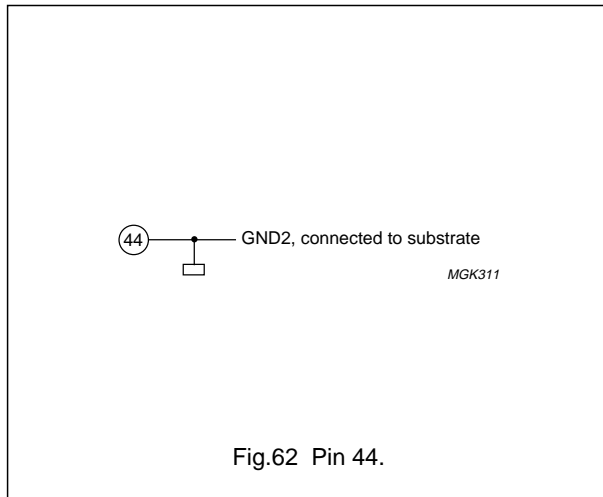 44 GND2, connected to substrate
MGK311
Fig.62 Pin 44.